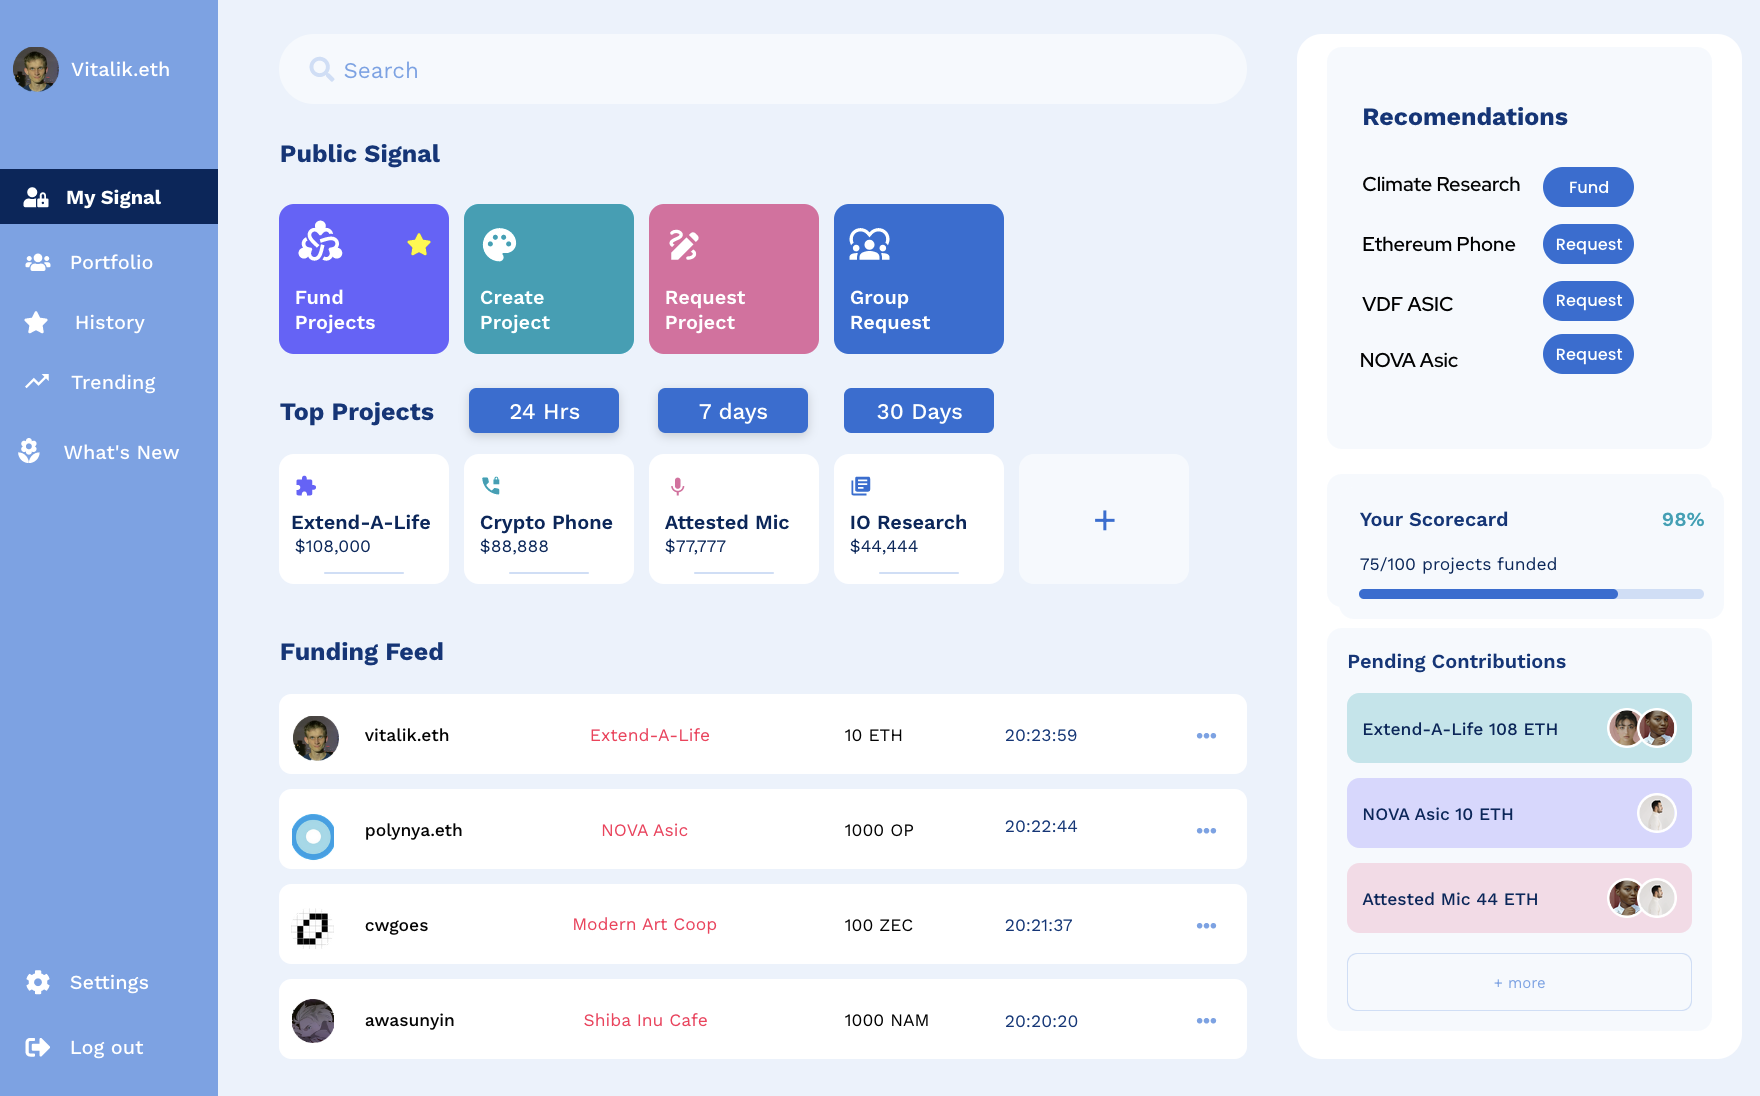 Vitalik.eth
My Signal
Portfolio
History
Trending
What's New
Settings
Log out
Search
Public Signal
Fund
Projects
Create
Project
Request
Project
Group
Request
Top Projects
24 Hrs
7 days
30 Days
Extend-A-Life
$108,000
Crypto Phone
$88,888
Attested Mic
$77,777
IO Research
$44,444
+
Funding Feed
vitalik.eth Extend-A-Life 10 ETH 20:23:59
polynya.eth NOVA Asic 1000 OP 20:22:44
cwgoes Modern Art Coop 100 ZEC 20:21:37
awasunyin Shiba Inu Cafe 1000 NAM 20:20:20
Recomendations
Climate Research Fund
Ethereum Phone Request
VDF ASIC Request
NOVA Asic Request
Your Scorecard 98%
75/100 projects funded
Pending Contributions
Extend-A-Life 108 ETH
NOVA Asic 10 ETH
Attested Mic 44 ETH
+ more